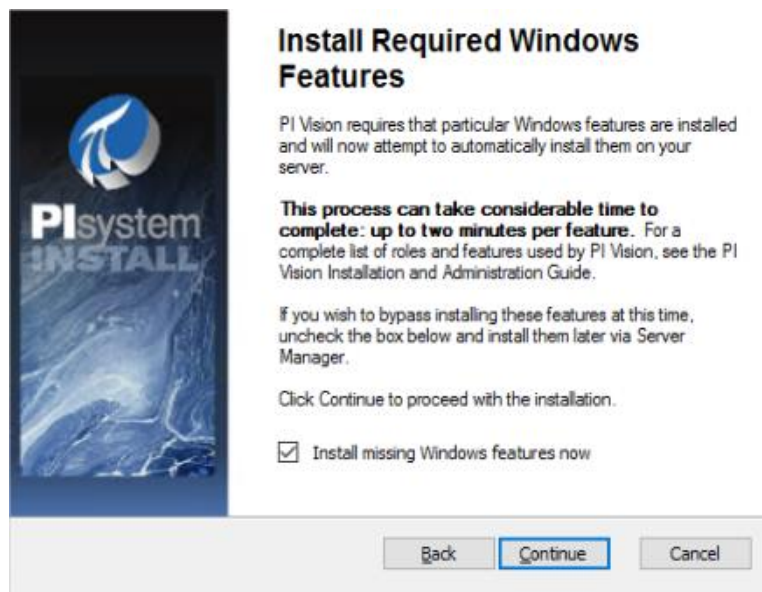 Install Required Windows
Features
PI Vision requires that particular Windows features are installed
and will now attempt to automatically install them on your
server.
This process can take considerable time to
complete: up to two minutes per feature. For a
complete list of roles and features used by PI Vision, see the PI
Vision Installation and Administration Guide.
If you wish to bypass installing these features at this time,
uncheck the box below and install them later via Server
Manager.
Click Continue to proceed with the installation.
Install missing Windows features now
PIsystem
INSTALL
Back
Continue
Cancel